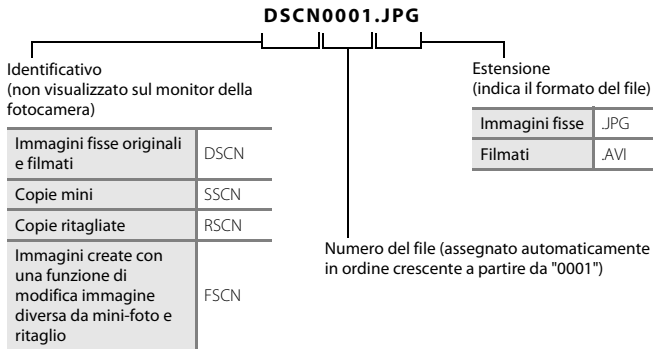 DSCN0001.JPG
Identificativo
(non visualizzato sul monitor della
fotocamera)
Immagini fisse originali
e filmati
DSCN
Copie mini
SSCN
Copie ritagliate
RSCN
Immagini create con
una funzione di
modifica immagine
diversa da mini-foto e
ritaglio
FSCN
Estensione
(indica il formato del file)
Immagini fisse
.JPG
Filmati
.AVI
Numero del file (assegnato automaticamente
in ordine crescente a partire da "0001")